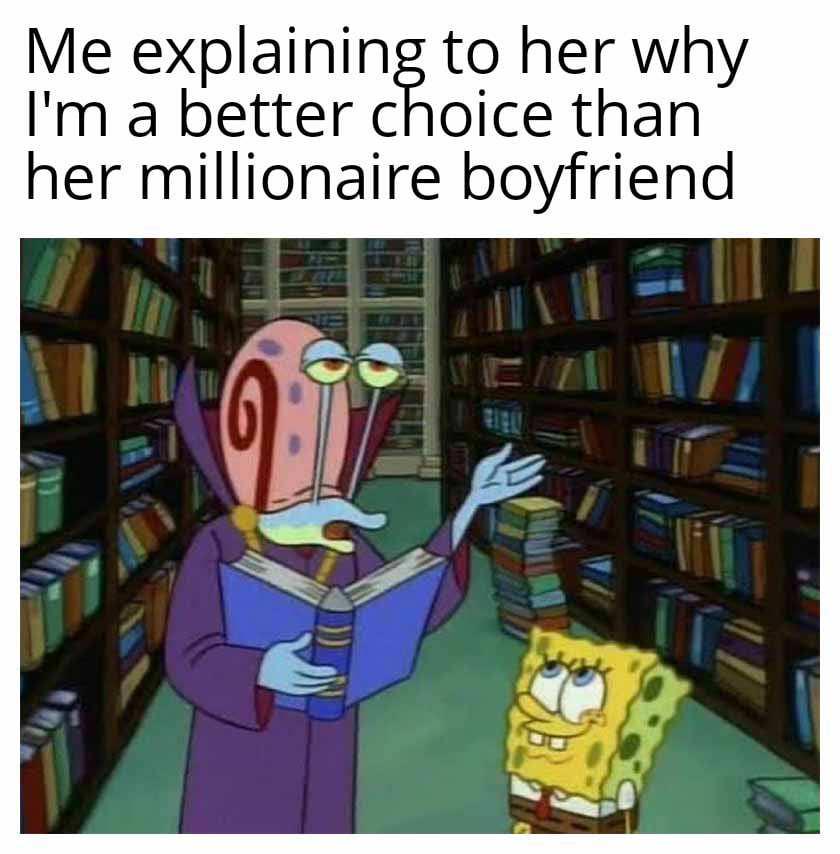 Me explaining to her why
I'm a better choice than
her millionaire boyfriend